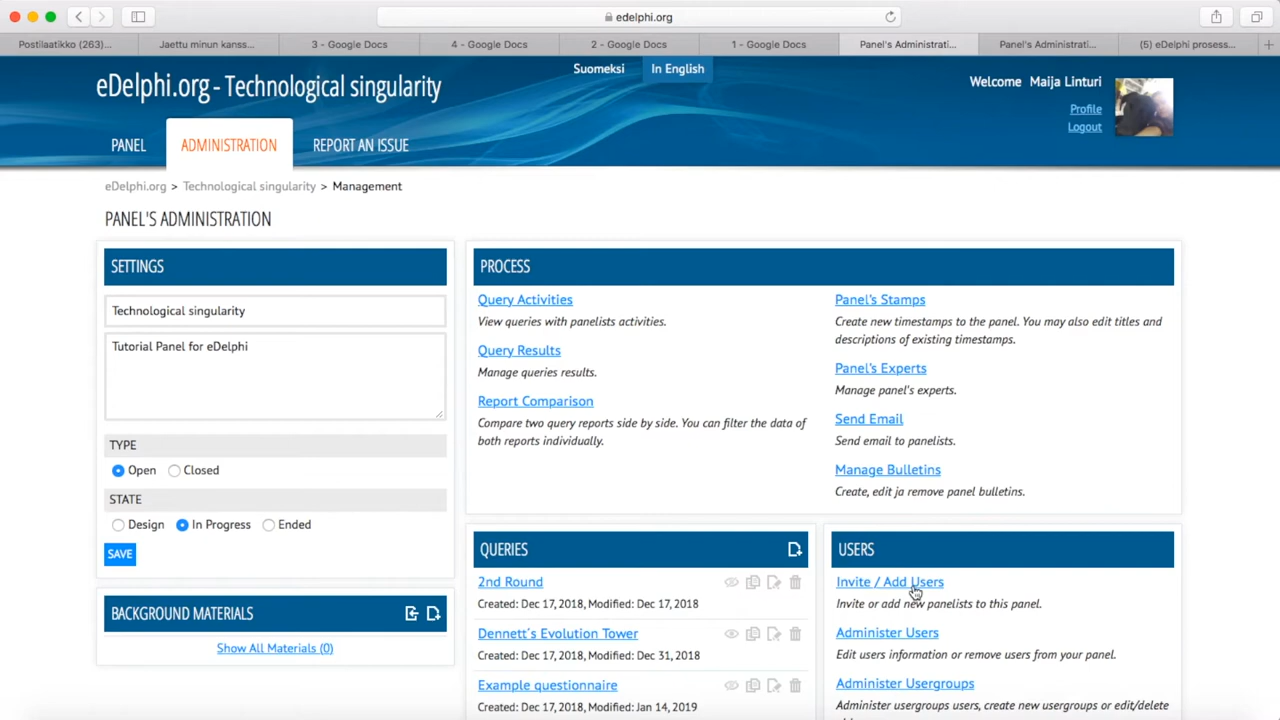 edelphi.org
Postilaatikko (263)...
Jaettu minun kanss...
3 - Google Docs
4 - Google Docs
2 - Google Docs
1 - Google Docs
Panel's Administrati...
Panel's Administrati...
(5) eDelphi prosess...
Suomeksi
In English
eDelphi.org - Technological singularity
Welcome Maija Linturi
Profile
Logout
PANEL
ADMINISTRATION
REPORT AN ISSUE
eDelphi.org > Technological singularity > Management
PANEL'S ADMINISTRATION
SETTINGS
Technological singularity
Tutorial Panel for eDelphi
TYPE
Open
Closed
STATE
Design
In Progress
Ended
SAVE
BACKGROUND MATERIALS
Show All Materials (0)
PROCESS
Query Activities
View queries with panelists activities.
Query Results
Manage queries results.
Report Comparison
Compare two query reports side by side. You can filter the data of
both reports individually.
Panel's Stamps
Create new timestamps to the panel. You may also edit titles and
descriptions of existing timestamps.
Panel's Experts
Manage panel's experts.
Send Email
Send email to panelists.
Manage Bulletins
Create, edit ja remove panel bulletins.
QUERIES
2nd Round
Created: Dec 17, 2018, Modified: Dec 17, 2018
Dennett´s Evolution Tower
Created: Dec 17, 2018, Modified: Dec 31, 2018
Example questionnaire
Created: Dec 17, 2018, Modified: Jan 14, 2019
USERS
Invite / Add Users
Invite or add new panelists to this panel.
Administer Users
Edit users information or remove users from your panel.
Administer Usergroups
Administer usergroups users, create new usergroups or edit/delete